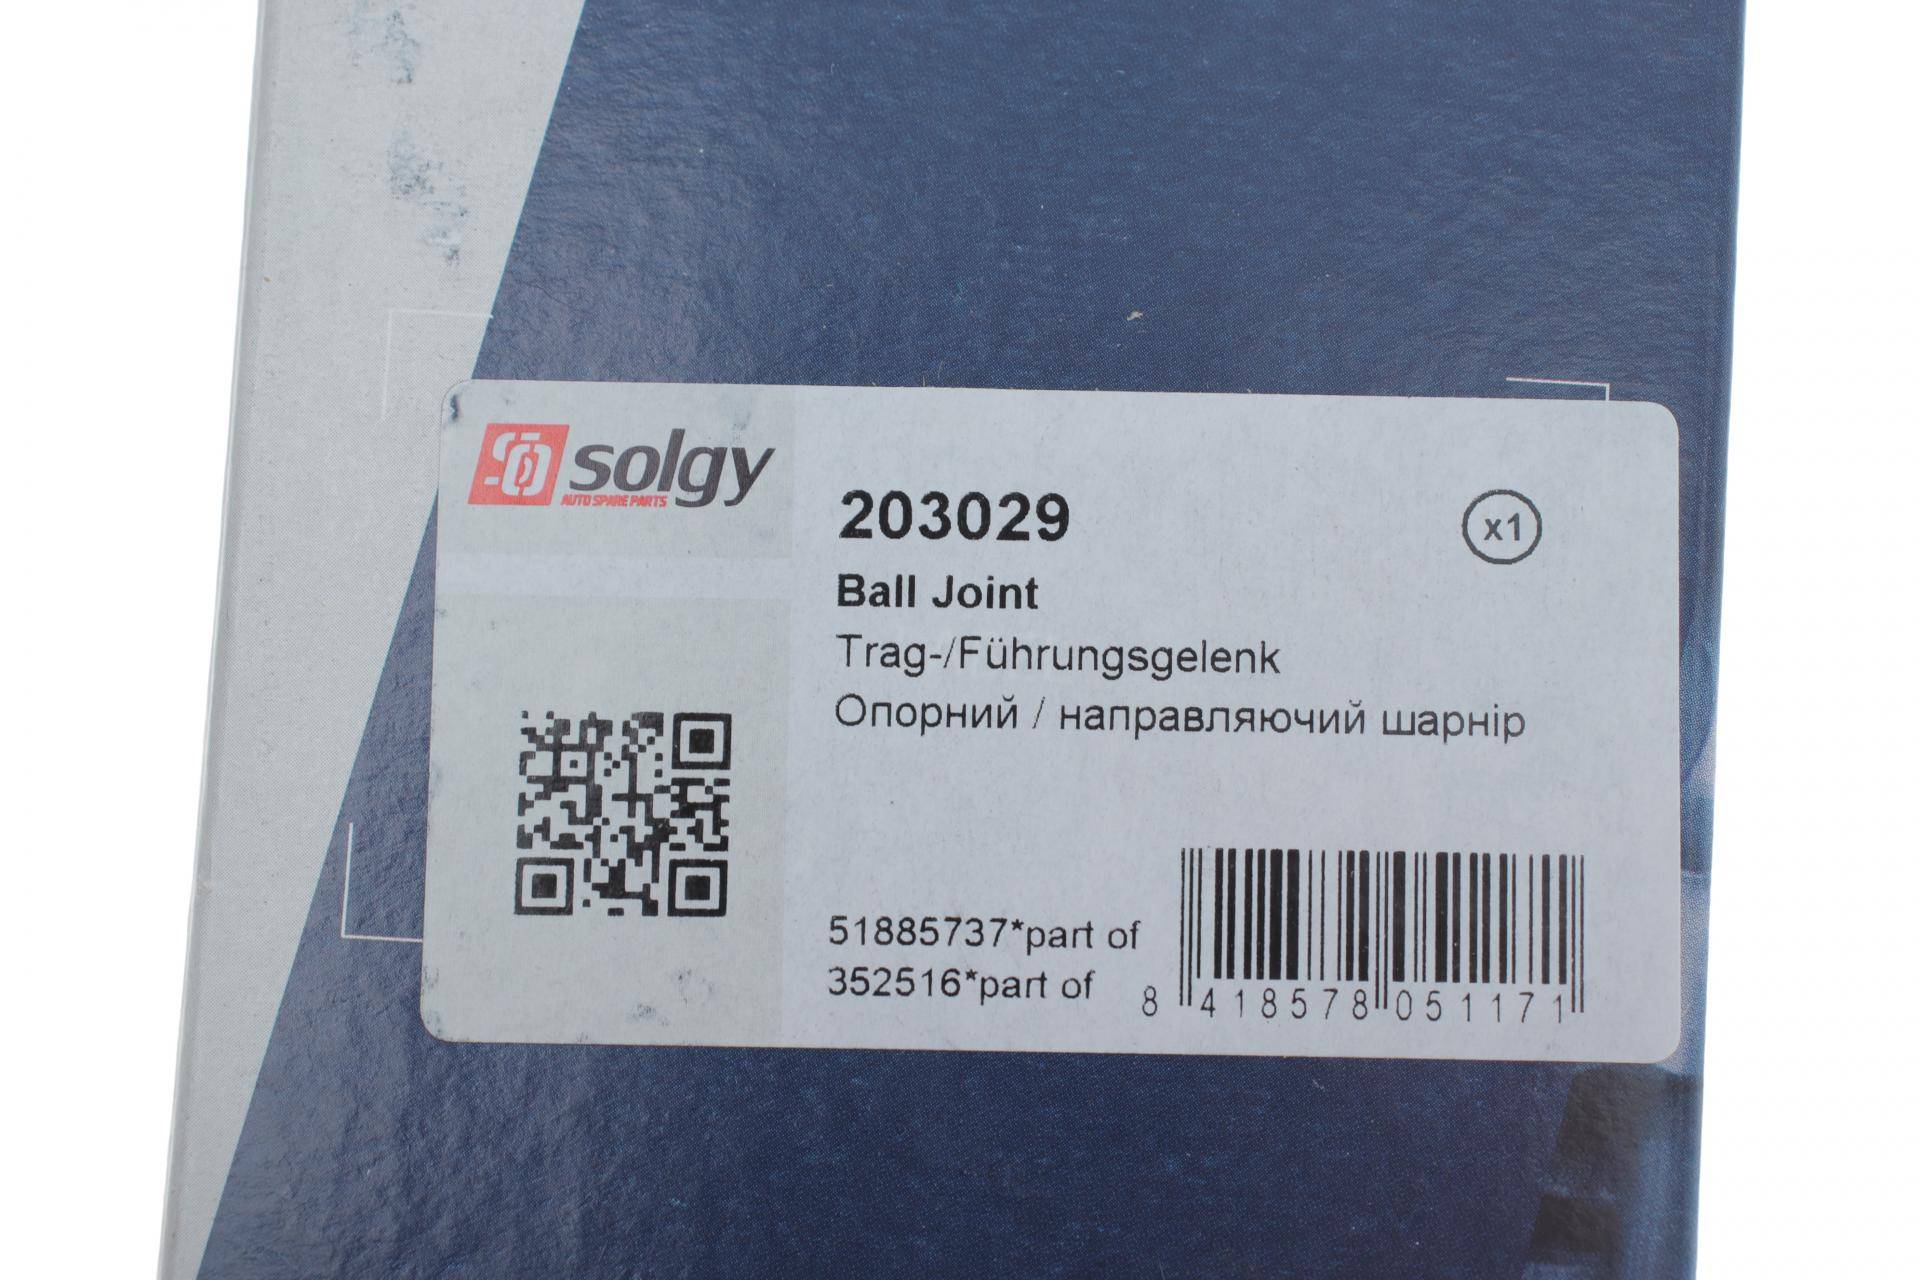 solgy
AUTO SPARE PARTS
203029
x1
Ball Joint
Trag-/Führungsgelenk
Опорний / направляючий шарнір
51885737*part of
352516*part of
8 418578 051171